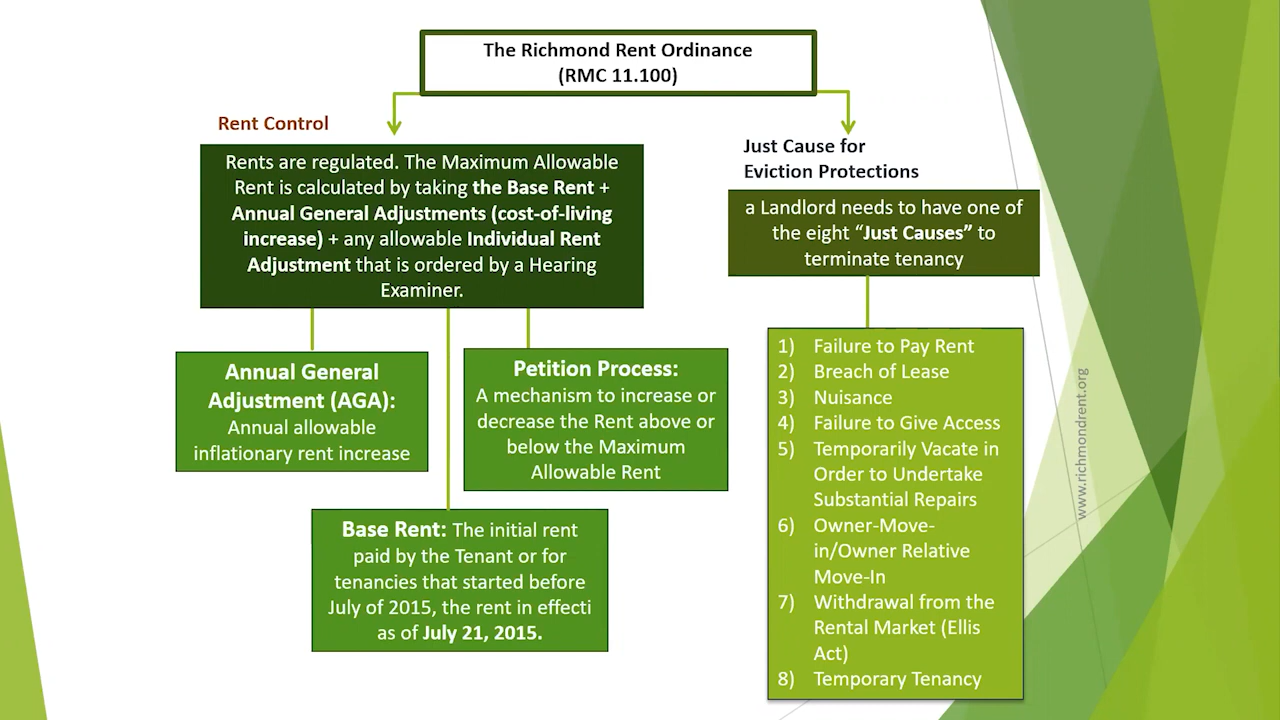 The Richmond Rent Ordinance
(RMC 11.100)
Rent Control
Rents are regulated. The Maximum Allowable
Rent is calculated by taking the Base Rent +
Annual General Adjustments (cost-of-living
increase) + any allowable Individual Rent
Adjustment that is ordered by a Hearing
Examiner.
Annual General
Adjustment (AGA):
Annual allowable
inflationary rent increase
Petition Process:
A mechanism to increase or
decrease the Rent above or
below the Maximum
Allowable Rent
Base Rent: The initial rent
paid by the Tenant or for
tenancies that started before
July of 2015, the rent in effecti
as of July 21, 2015.
Just Cause for
Eviction Protections
a Landlord needs to have one of
the eight “Just Causes” to
terminate tenancy
1) Failure to Pay Rent
2) Breach of Lease
3) Nuisance
4) Failure to Give Access
5) Temporarily Vacate in
Order to Undertake
Substantial Repairs
6) Owner-Move-
in/Owner Relative
Move-In
7) Withdrawal from the
Rental Market (Ellis
Act)
8) Temporary Tenancy
www.richmondrent.org